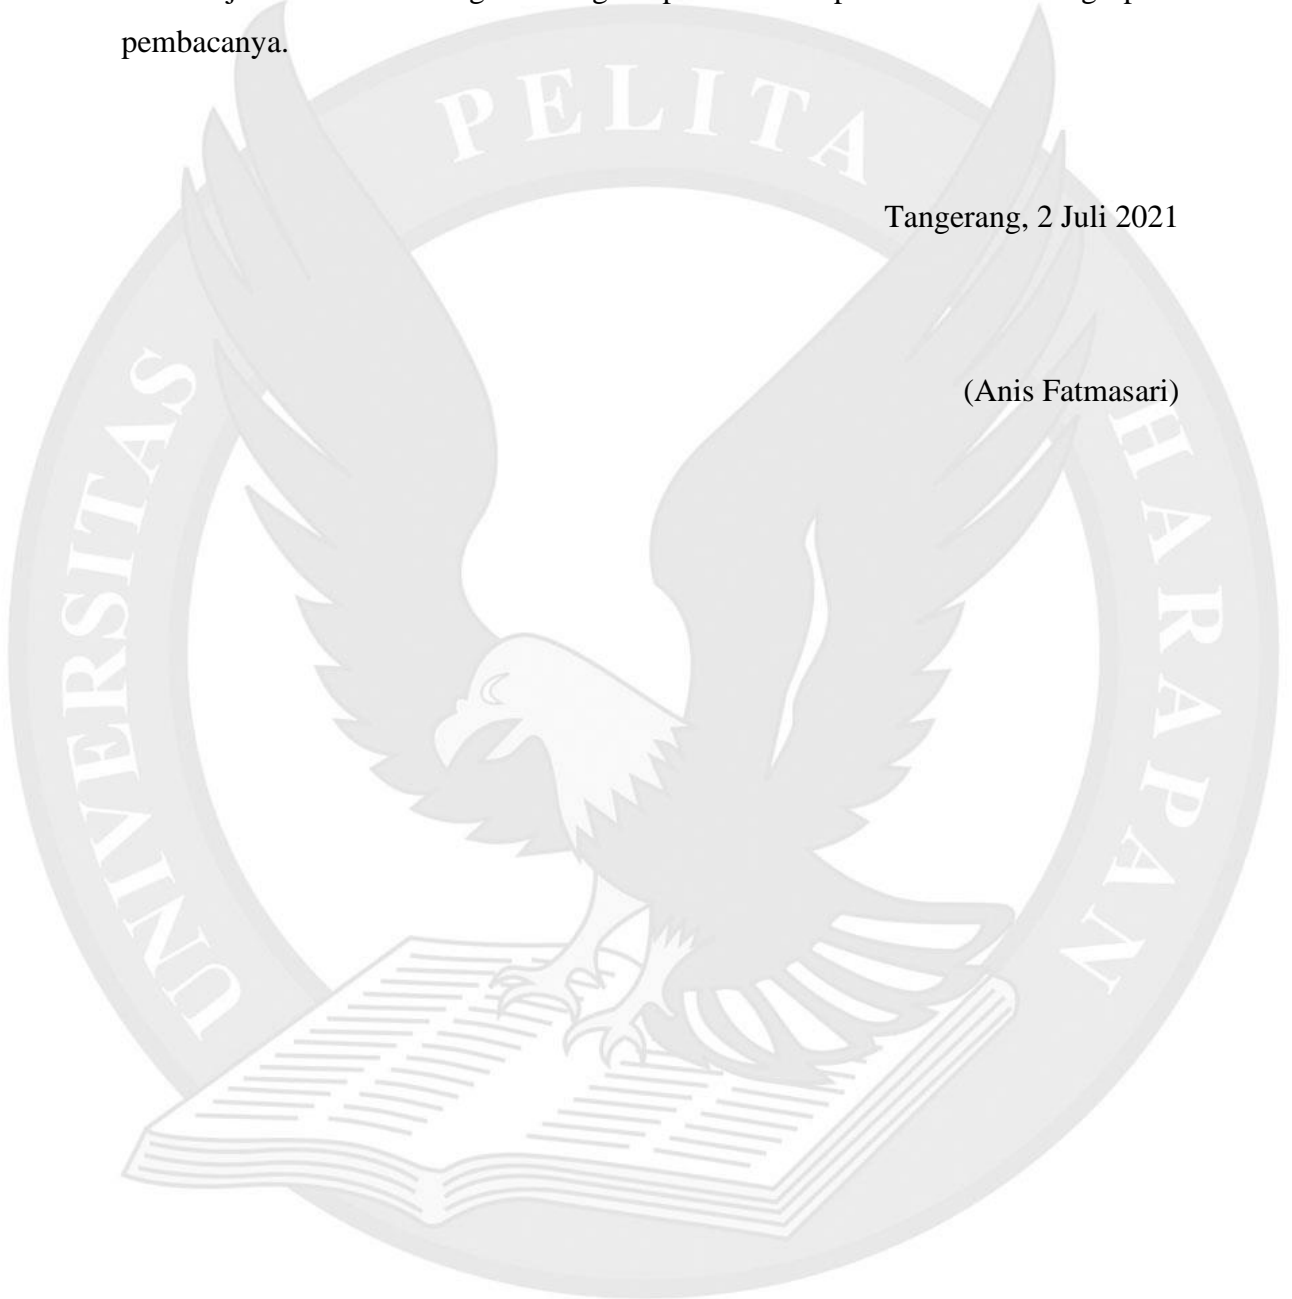 pembacanya.
PELITA
Tangerang, 2 Juli 2021
(Anis Fatmasari)
UNIVERSITAS
HARAPAN